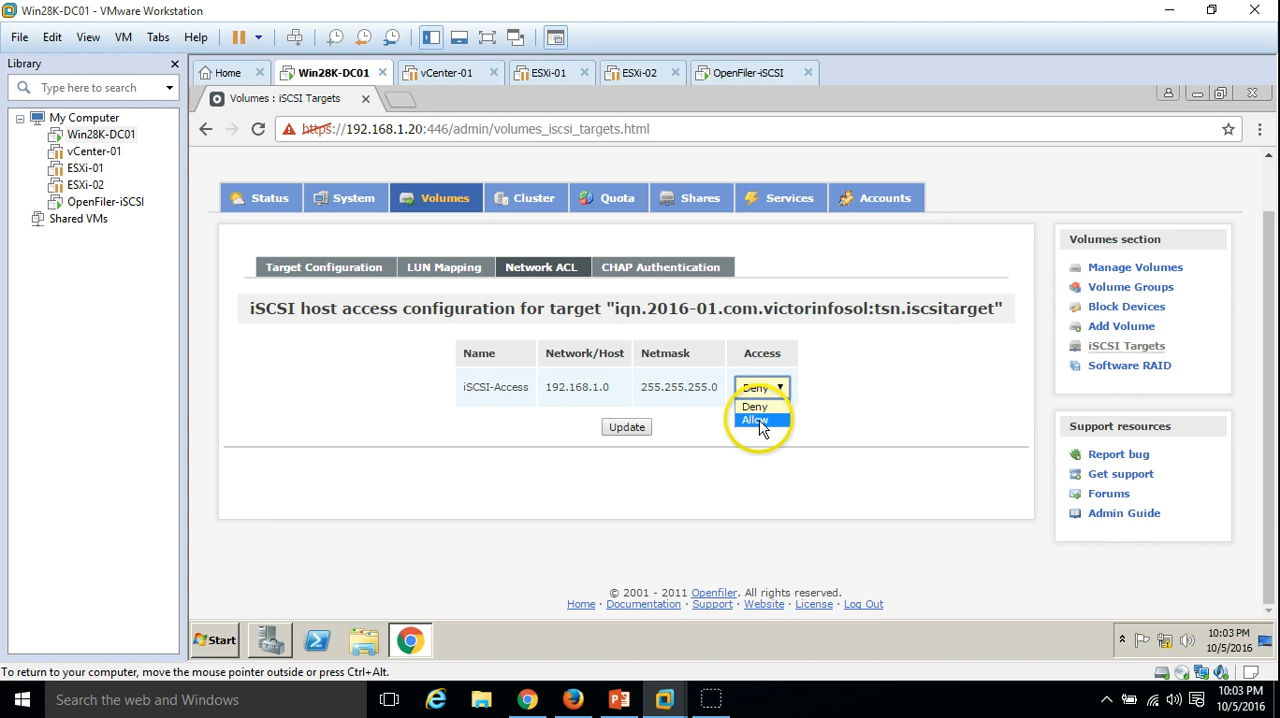 Win28K-DC01 - VMware Workstation
File Edit View VM Tabs Help
Library
Type here to search
My Computer
Win28K-DC01
vCenter-01
ESXi-01
ESXi-02
OpenFiler-iSCSI
Shared VMs
Home Win28K-DC01 vCenter-01 ESXi-01 ESXi-02 OpenFiler-iSCSI
Volumes : iSCSI Targets
https://192.168.1.20:446/admin/volumes_iscsi_targets.html
Status System Volumes Cluster Quota Shares Services Accounts
Target Configuration LUN Mapping Network ACL CHAP Authentication
iSCSI host access configuration for target "iqn.2016-01.com.victorinfosol:tsn.iscsitarget"
Name Network/Host Netmask Access
iSCSI-Access 192.168.1.0 255.255.255.0 Deny
Deny
Allow
Update
Volumes section
Manage Volumes
Volume Groups
Block Devices
Add Volume
iSCSI Targets
Software RAID
Support resources
Report bug
Get support
Forums
Admin Guide
© 2001 - 2011 Openfiler. All rights reserved.
Home · Documentation · Support · Website · License · Log Out
Start
10:03 PM
10/5/2016
To return to your computer, move the mouse pointer outside or press Ctrl+Alt.
Search the web and Windows
10:03 PM
10/5/2016